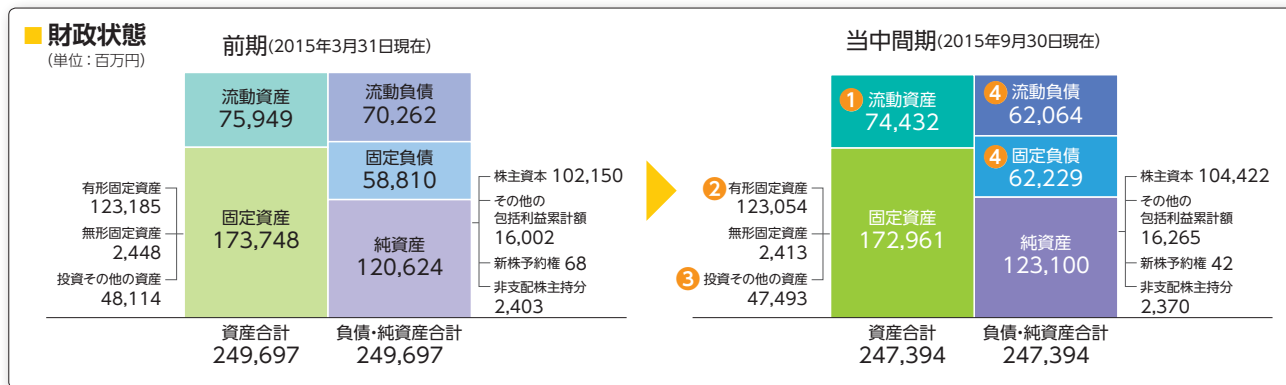 財政状態
(単位：百万円)
前期(2015年3月31日現在)
流動資産
75,949
流動負債
70,262
固定負債
58,810
固定資産
173,748
純資産
120,624
有形固定資産
123,185
無形固定資産
2,448
投資その他の資産
48,114
株主資本 102,150
その他の
包括利益累計額
16,002
新株予約権 68
非支配株主持分
2,403
資産合計
249,697
負債・純資産合計
249,697
当中間期(2015年9月30日現在)
1 流動資産
74,432
4 流動負債
62,064
4 固定負債
62,229
固定資産
172,961
純資産
123,100
2 有形固定資産
123,054
無形固定資産
2,413
3 投資その他の資産
47,493
株主資本 104,422
その他の
包括利益累計額
16,265
新株予約権 42
非支配株主持分
2,370
資産合計
247,394
負債・純資産合計
247,394